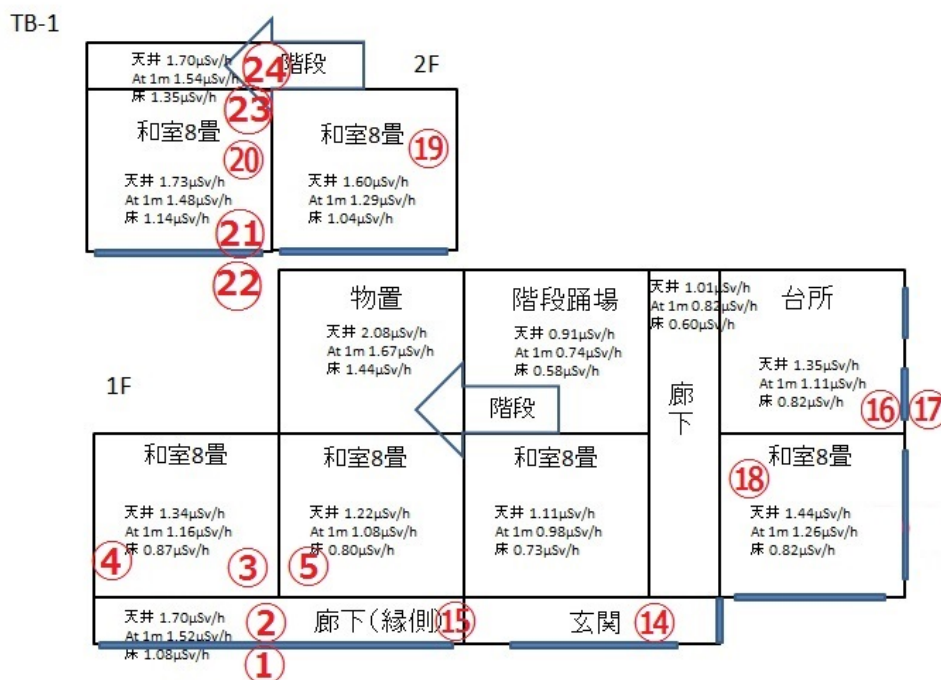 TB-1
天井 1.70μSv/h
At 1m 1.54μSv/h
床 1.35μSv/h
24
階段
2F
23
和室8畳
20
天井 1.73μSv/h
At 1m 1.48μSv/h
床 1.14μSv/h
21
22
和室8畳
19
天井 1.60μSv/h
At 1m 1.29μSv/h
床 1.04μSv/h
1F
物置
天井 2.08μSv/h
At 1m 1.67μSv/h
床 1.44μSv/h
階段踊場
天井 0.91μSv/h
At 1m 0.74μSv/h
床 0.58μSv/h
階段
天井 1.01μSv/h
At 1m 0.82μSv/h
床 0.60μSv/h
廊下
台所
天井 1.35μSv/h
At 1m 1.11μSv/h
床 0.82μSv/h
16
17
和室8畳
天井 1.34μSv/h
At 1m 1.16μSv/h
床 0.87μSv/h
4
3
和室8畳
天井 1.22μSv/h
At 1m 1.08μSv/h
床 0.80μSv/h
5
和室8畳
天井 1.11μSv/h
At 1m 0.98μSv/h
床 0.73μSv/h
和室8畳
18
天井 1.44μSv/h
At 1m 1.26μSv/h
床 0.82μSv/h
天井 1.70μSv/h
At 1m 1.52μSv/h
床 1.08μSv/h
2
1
廊下(縁側)
15
玄関
14